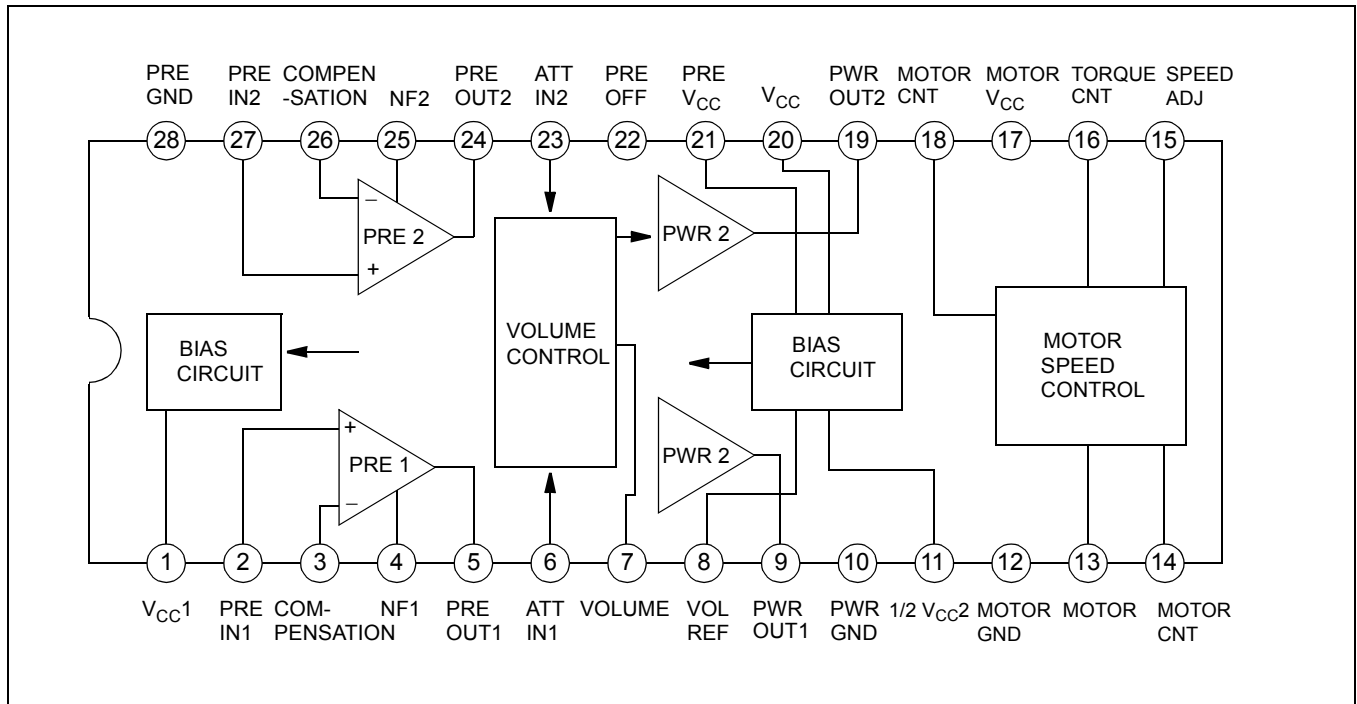 PRE
GND
PRE
IN2
COMPEN
-SATION
NF2
PRE
OUT2
ATT
IN2
PRE
OFF
PRE
VCC
VCC
PWR
OUT2
MOTOR
CNT
MOTOR
VCC
TORQUE
CNT
SPEED
ADJ
28
27
26
25
24
23
22
21
20
19
18
17
16
15
−
PRE 2
+
PWR 2
BIAS
CIRCUIT
VOLUME
CONTROL
BIAS
CIRCUIT
MOTOR
SPEED
CONTROL
+
PRE 1
−
PWR 2
1
2
3
4
5
6
7
8
9
10
11
12
13
14
VCC1
PRE
IN1
COM-
PENSATION
NF1
PRE
OUT1
ATT
IN1
VOLUME
VOL
REF
PWR
OUT1
PWR
GND
1/2 VCC2
MOTOR
GND
MOTOR
MOTOR
CNT